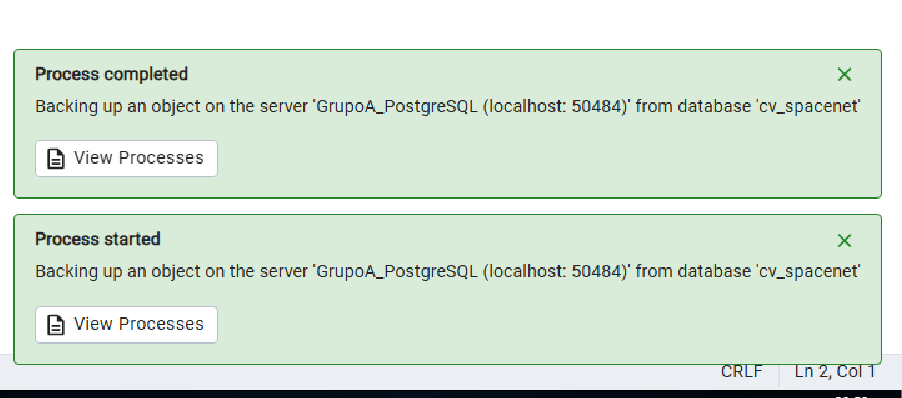 Process completed
Backing up an object on the server 'GrupoA_PostgreSQL (localhost: 50484)' from database 'cv_spacenet'
View Processes
Process started
Backing up an object on the server 'GrupoA_PostgreSQL (localhost: 50484)' from database 'cv_spacenet'
View Processes
CRLF Ln 2, Col 1